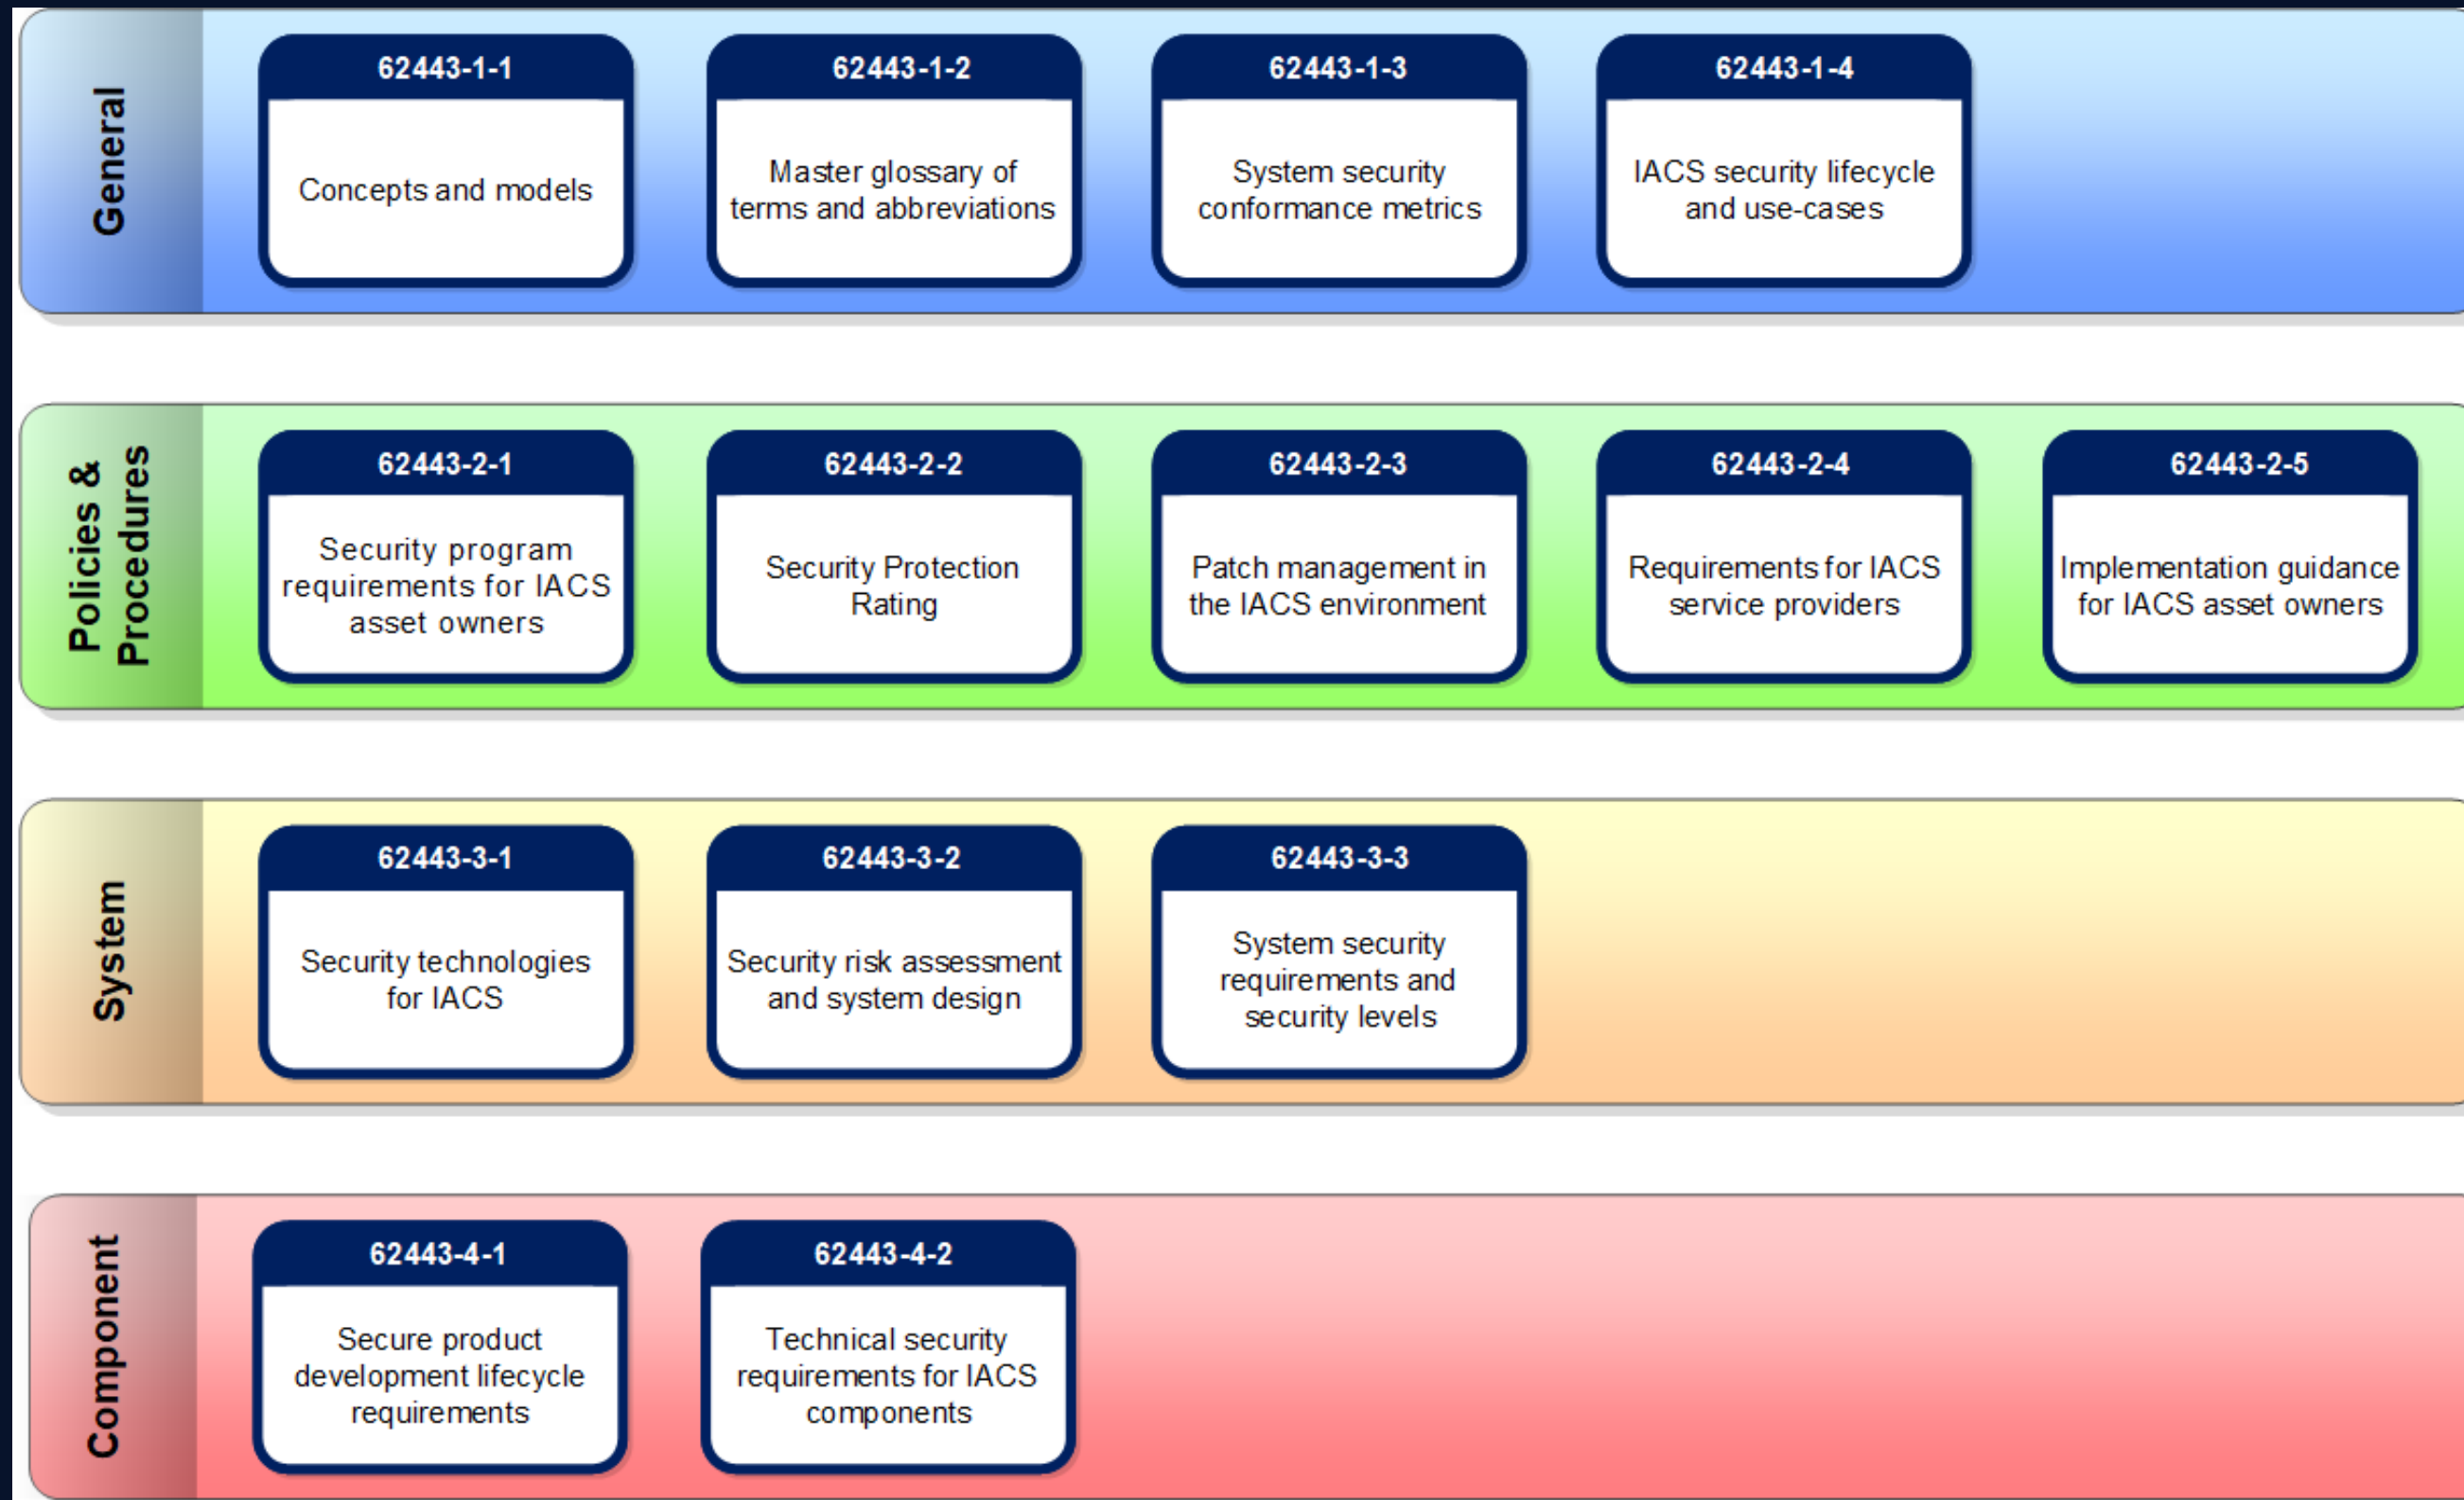 General
62443-1-1
Concepts and models
62443-1-2
Master glossary of
terms and abbreviations
62443-1-3
System security
conformance metrics
62443-1-4
IACS security lifecycle
and use-cases
Policies &
Procedures
62443-2-1
Security program
requirements for IACS
asset owners
62443-2-2
Security Protection
Rating
62443-2-3
Patch management in
the IACS environment
62443-2-4
Requirements for IACS
service providers
62443-2-5
Implementation guidance
for IACS asset owners
System
62443-3-1
Security technologies
for IACS
62443-3-2
Security risk assessment
and system design
62443-3-3
System security
requirements and
security levels
Component
62443-4-1
Secure product
development lifecycle
requirements
62443-4-2
Technical security
requirements for IACS
components